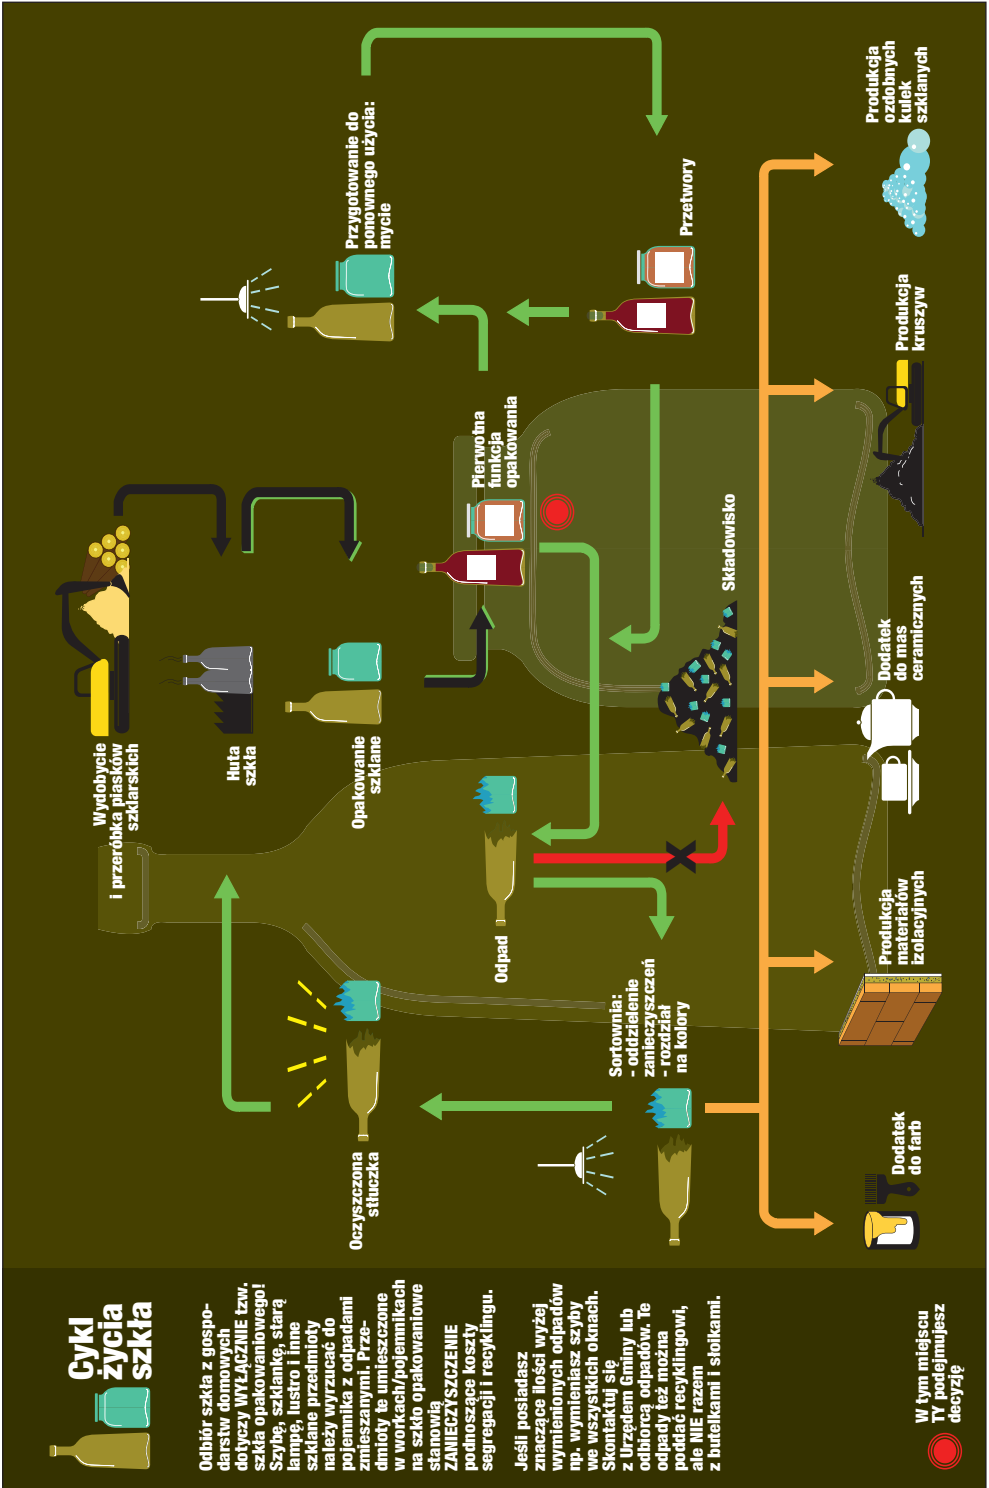 Cykl
życia
szkła
Odbiór szkła z gospo-
darstw domowych
dotyczy WYŁĄCZNIE tzw.
szkła opakowaniowego!
Szybę, szklankę, starą
lampę, lustro i inne
szklane przedmioty
należy wyrzucać do
pojemnika z odpadami
zmieszanymi. Prze-
dmioty te umieszczone
w workach/pojemnikach
na szkło opakowaniowe
stanowią
ZANIECZYSZCZENIE
podnoszące koszty
segregacji i recyklingu.
Jeśli posiadasz
znaczące ilości wyżej
wymienionych odpadów
np. wymieniasz szyby
we wszystkich oknach.
Skontaktuj się
z Urzędem Gminy lub
odbiorcą odpadów. Te
odpady też można
poddać recyklingowi,
ale NIE razem
z butelkami i słoikami.
W tym miejscu
TY podejmujesz
decyzję
Wydobycie
i przeróbka piasków
szklarskich
Huta
szkła
Opakowanie
szklane
Pierwotna
funkcja
opakowania
Przygotowanie do
ponownego użycia:
mycie
Przetwory
Odpad
Składowisko
Sortownia:
- oddzielenie
zanieczyszczeń
- rozdział
na kolory
Oczyszczona
stłuczka
Dodatek
do farb
Produkcja
materiałów
izolacyjnych
Dodatek
do mas
ceramicznych
Produkcja
kruszyw
Produkcja
ozdobnych
kulek
szklanych